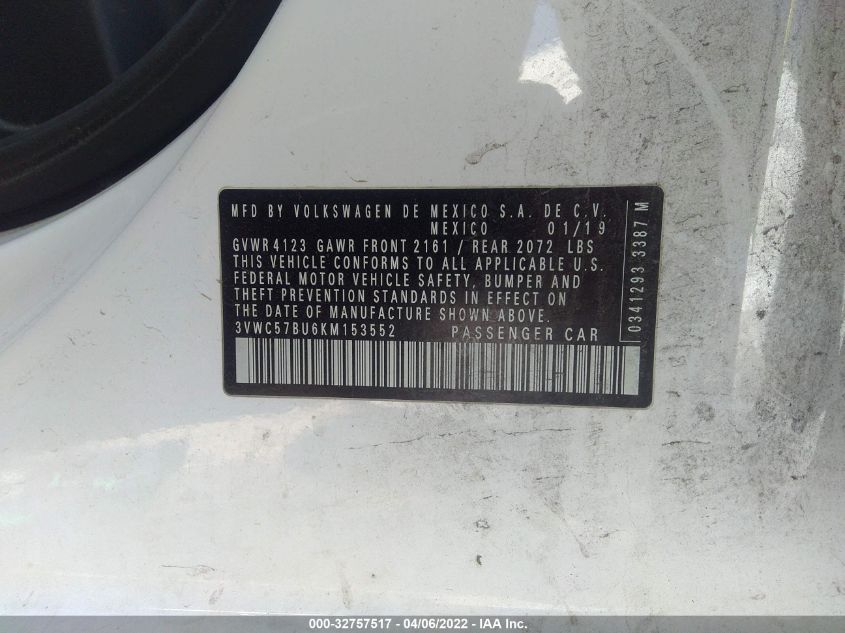 MFD BY VOLKSWAGEN DE MEXICO S.A. DE C.V.
MEXICO 01/19
GVWR 4123 GAWR FRONT 2161 / REAR 2072 LBS
THIS VEHICLE CONFORMS TO ALL APPLICABLE U.S.
FEDERAL MOTOR VEHICLE SAFETY, BUMPER AND
THEFT PREVENTION STANDARDS IN EFFECT ON
THE DATE OF MANUFACTURE SHOWN ABOVE.
3VWC57BU6KM153552 PASSENGER CAR
0341293 3387 M
000-32757517 - 04/06/2022 - IAA, Inc.